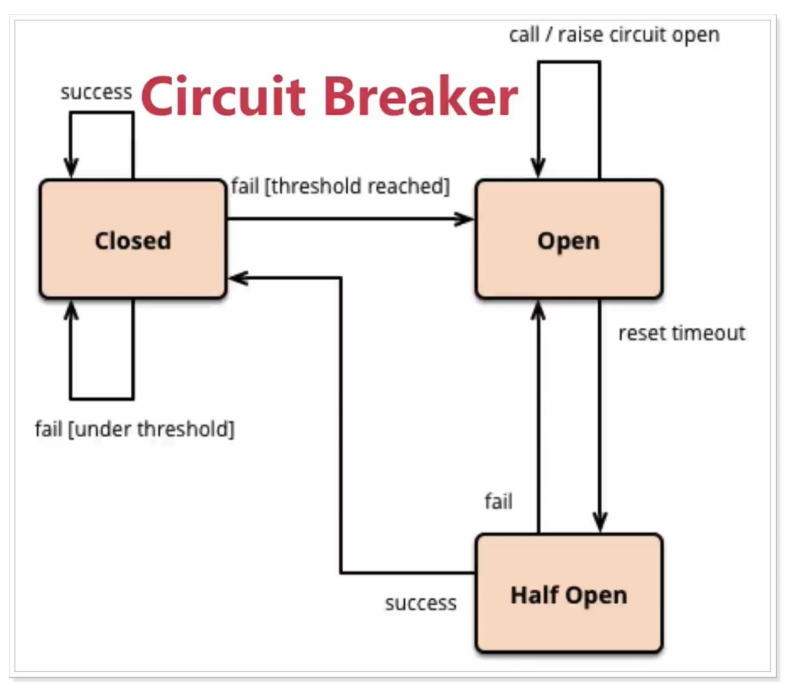 call / raise circuit open
success
Circuit Breaker
fail [threshold reached]
Closed
Open
reset timeout
fail [under threshold]
fail
Half Open
success